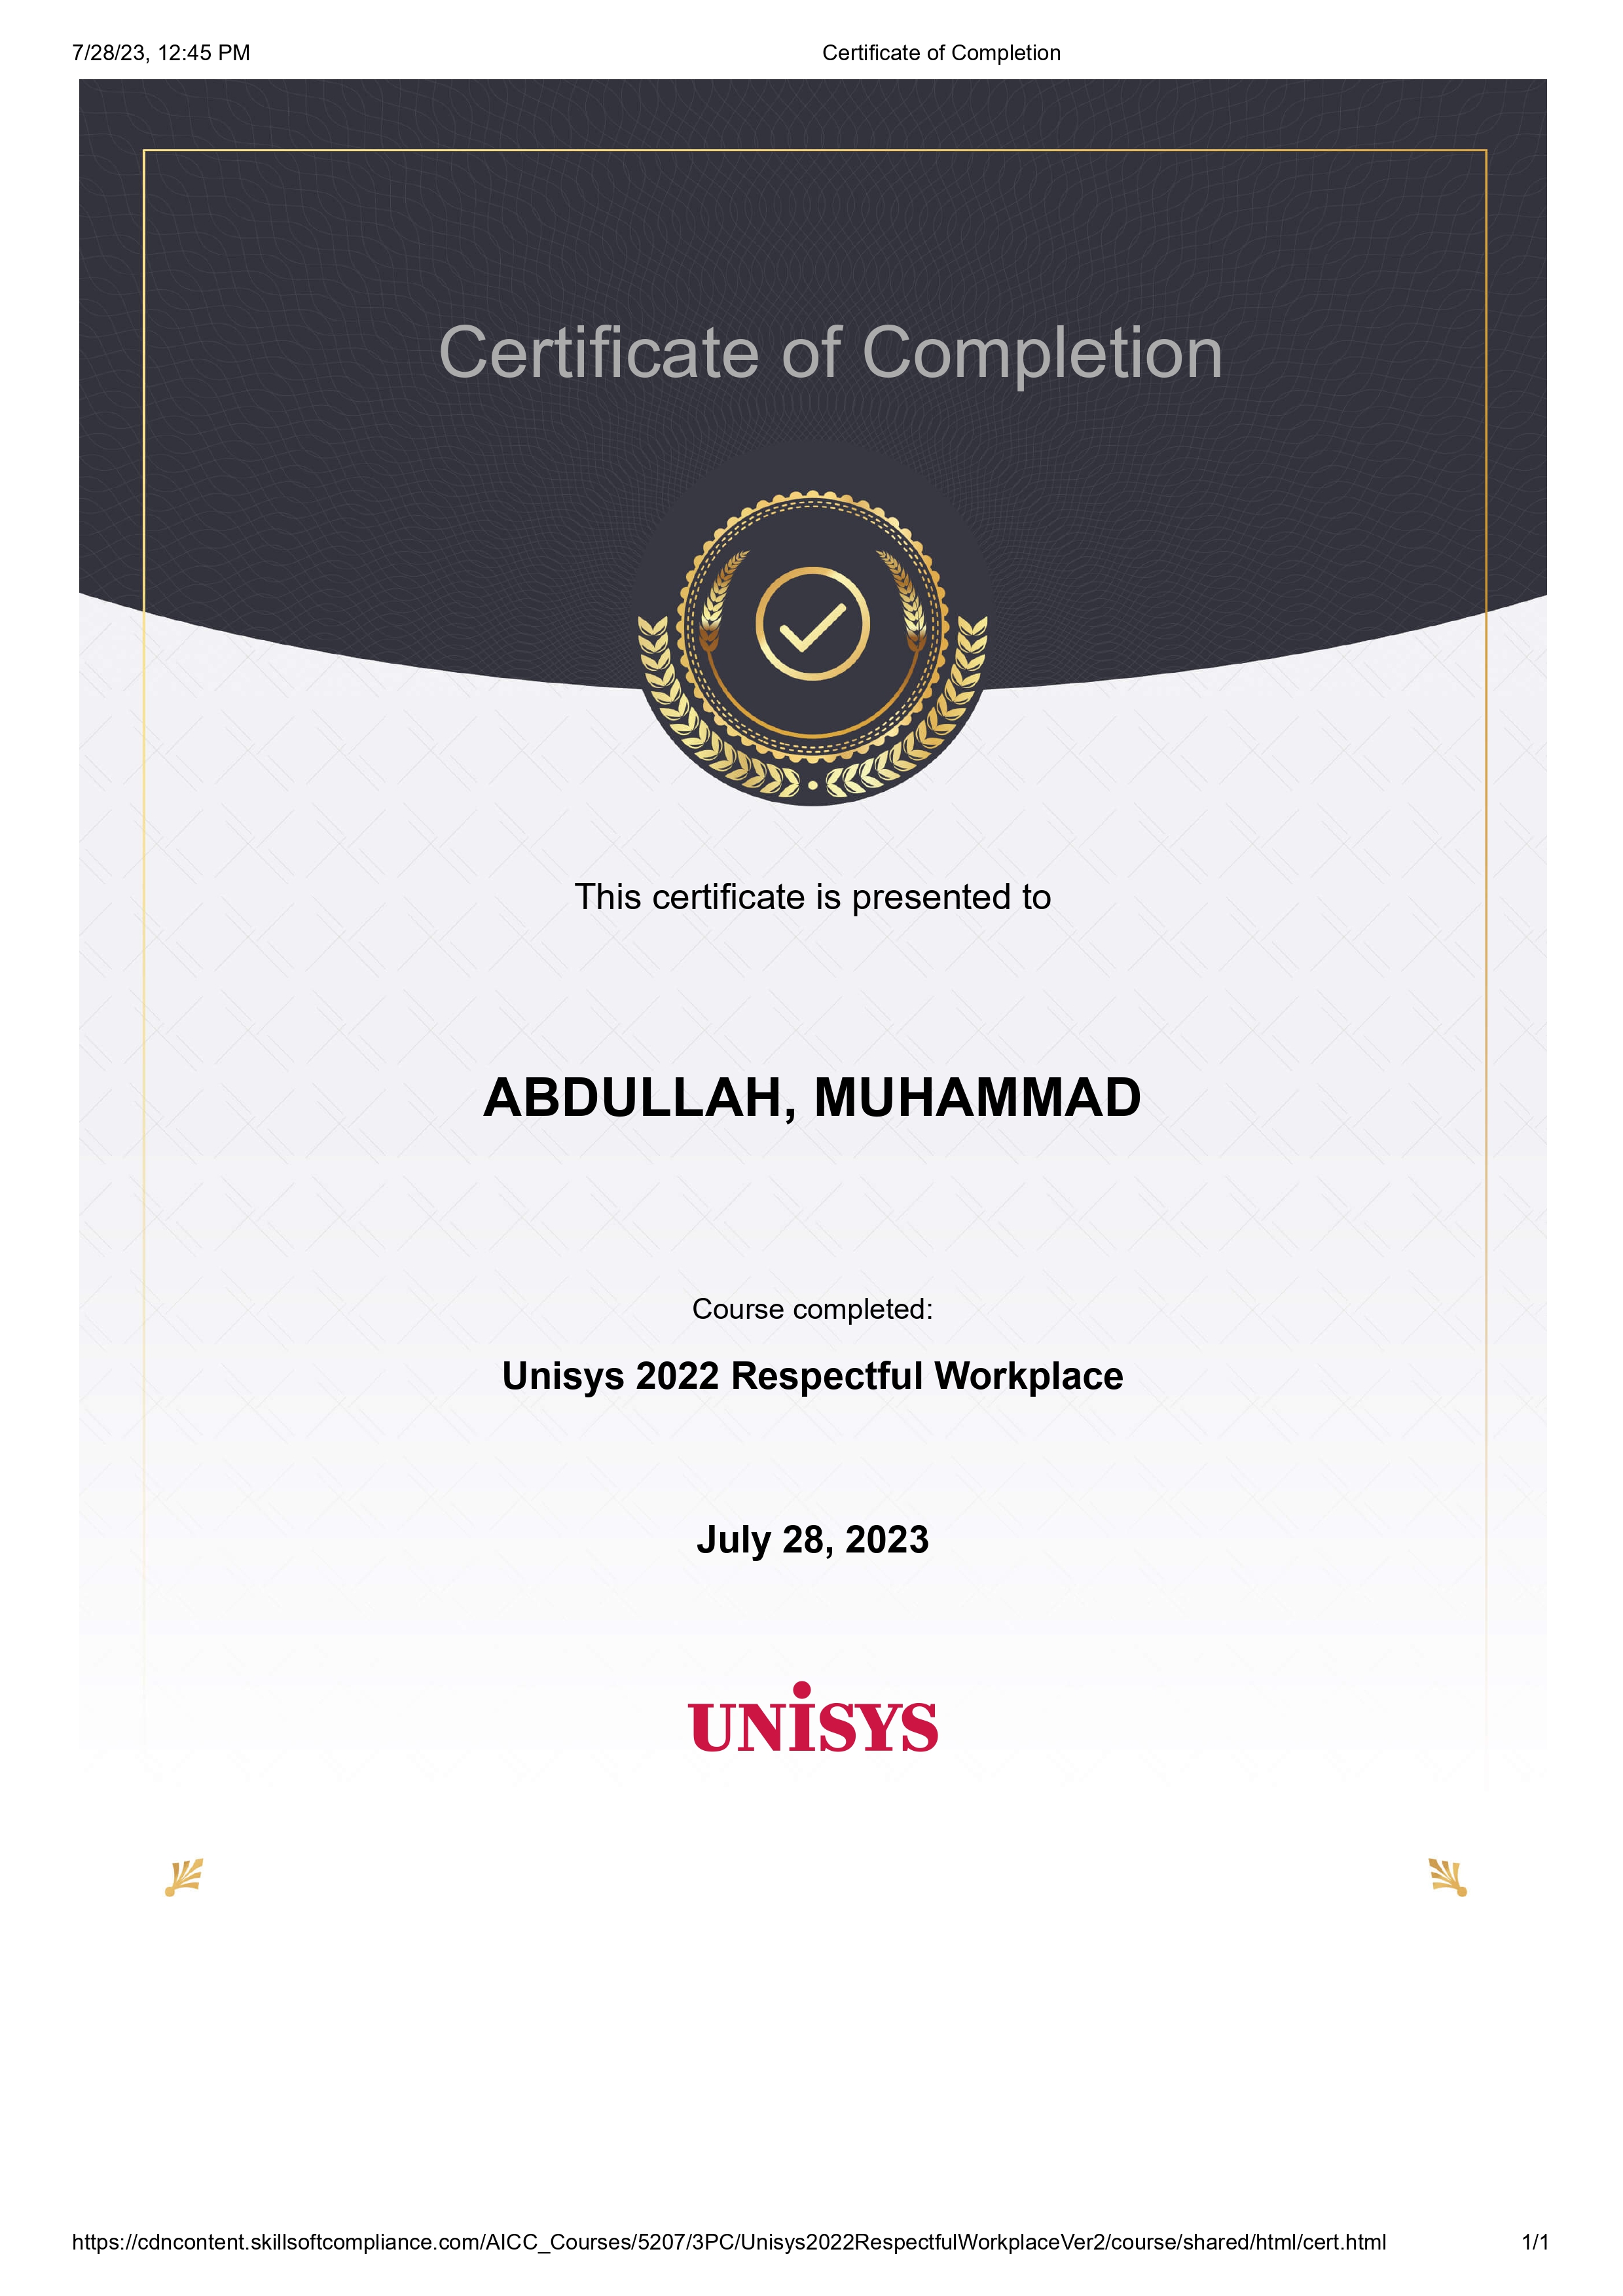 7/28/23, 12:45 PM
Certificate of Completion
Certificate of Completion
This certificate is presented to
ABDULLAH, MUHAMMAD
Course completed:
Unisys 2022 Respectful Workplace
July 28, 2023
UNiSYS
https://cdncontent.skillsoftcompliance.com/AICC_Courses/5207/3PC/Unisys2022RespectfulWorkplaceVer2/course/shared/html/cert.html
1/1